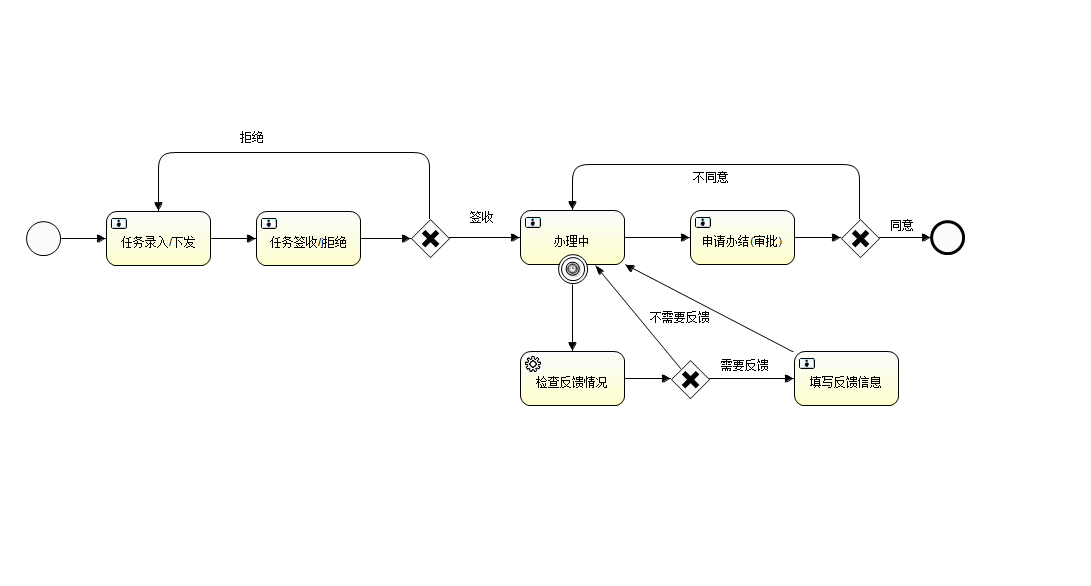 拒绝
不同意
签收
同意
任务录入/下发
任务签收/拒绝
办理中
申请办结(审批)
不需要反馈
需要反馈
检查反馈情况
填写反馈信息